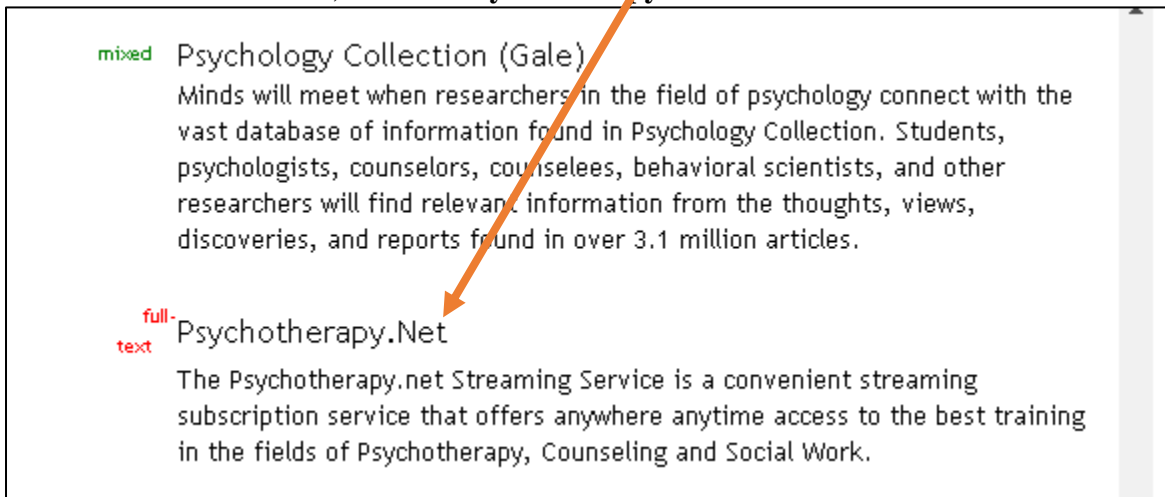 mixed Psychology Collection (Gale)
Minds will meet when researchers in the field of psychology connect with the
vast database of information found in Psychology Collection. Students,
psychologists, counselors, counselees, behavioral scientists, and other
researchers will find relevant information from the thoughts, views,
discoveries, and reports found in over 3.1 million articles.
full-
text
Psychotherapy.Net
The Psychotherapy.net Streaming Service is a convenient streaming
subscription service that offers anywhere anytime access to the best training
in the fields of Psychotherapy, Counseling and Social Work.